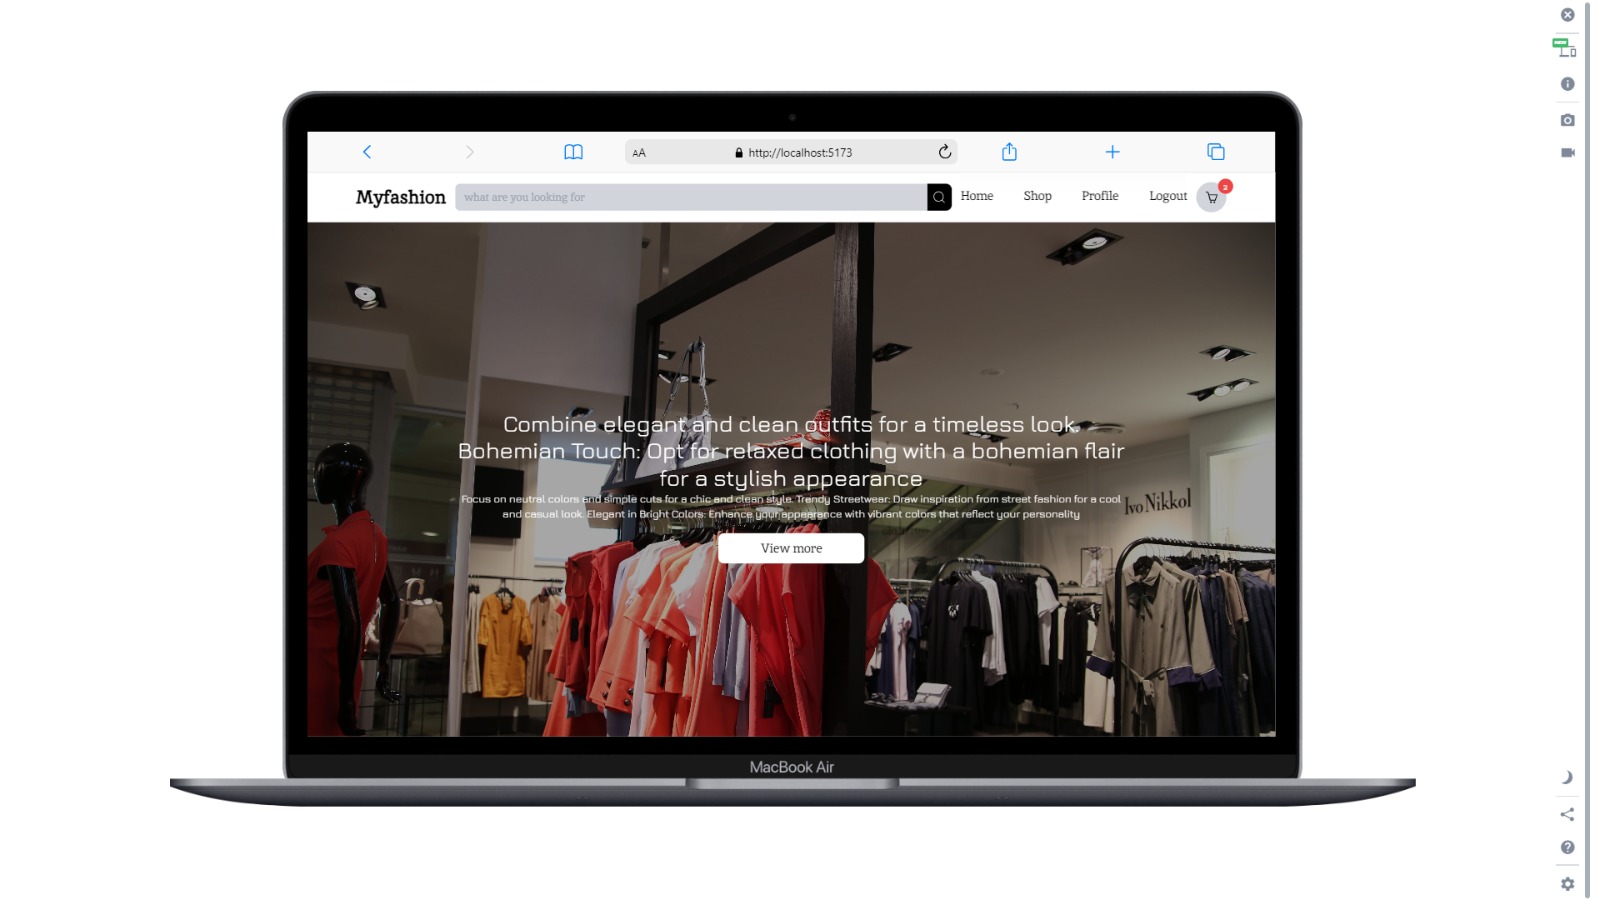 AA
http://localhost:5173
Myfashion
what are you looking for
Home
Shop
Profile
Logout
2
Combine elegant and clean outfits for a timeless look.
Bohemian Touch: Opt for relaxed clothing with a bohemian flair
for a stylish appearance
Focus on neutral colors and simple cuts for a chic and clean style. Trendy Streetwear: Draw inspiration from street fashion for a cool
and casual look. Elegant in Bright Colors: Enhance your appearance with vibrant colors that reflect your personality
View more
Ivo Nikkol
MacBook Air